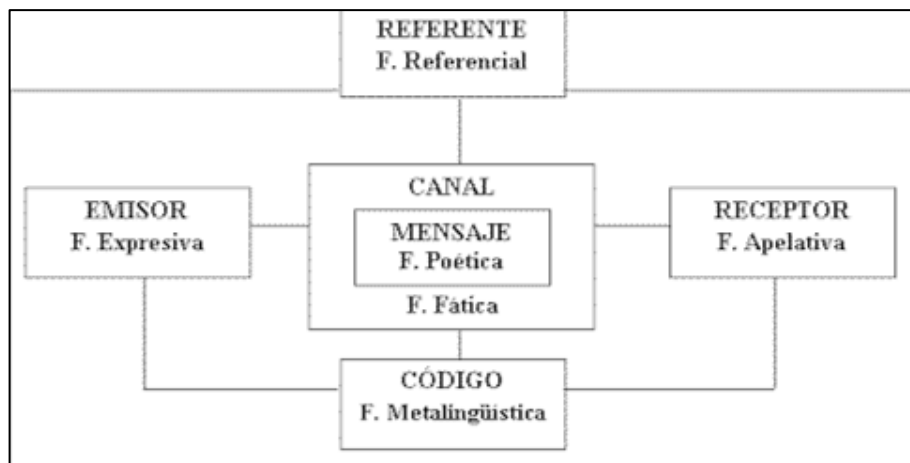 REFERENTE
F. Referencial
CANAL
EMISOR
F. Expresiva
MENSAJE
F. Poética
RECEPTOR
F. Apelativa
F. Fática
CÓDIGO
F. Metalingüística